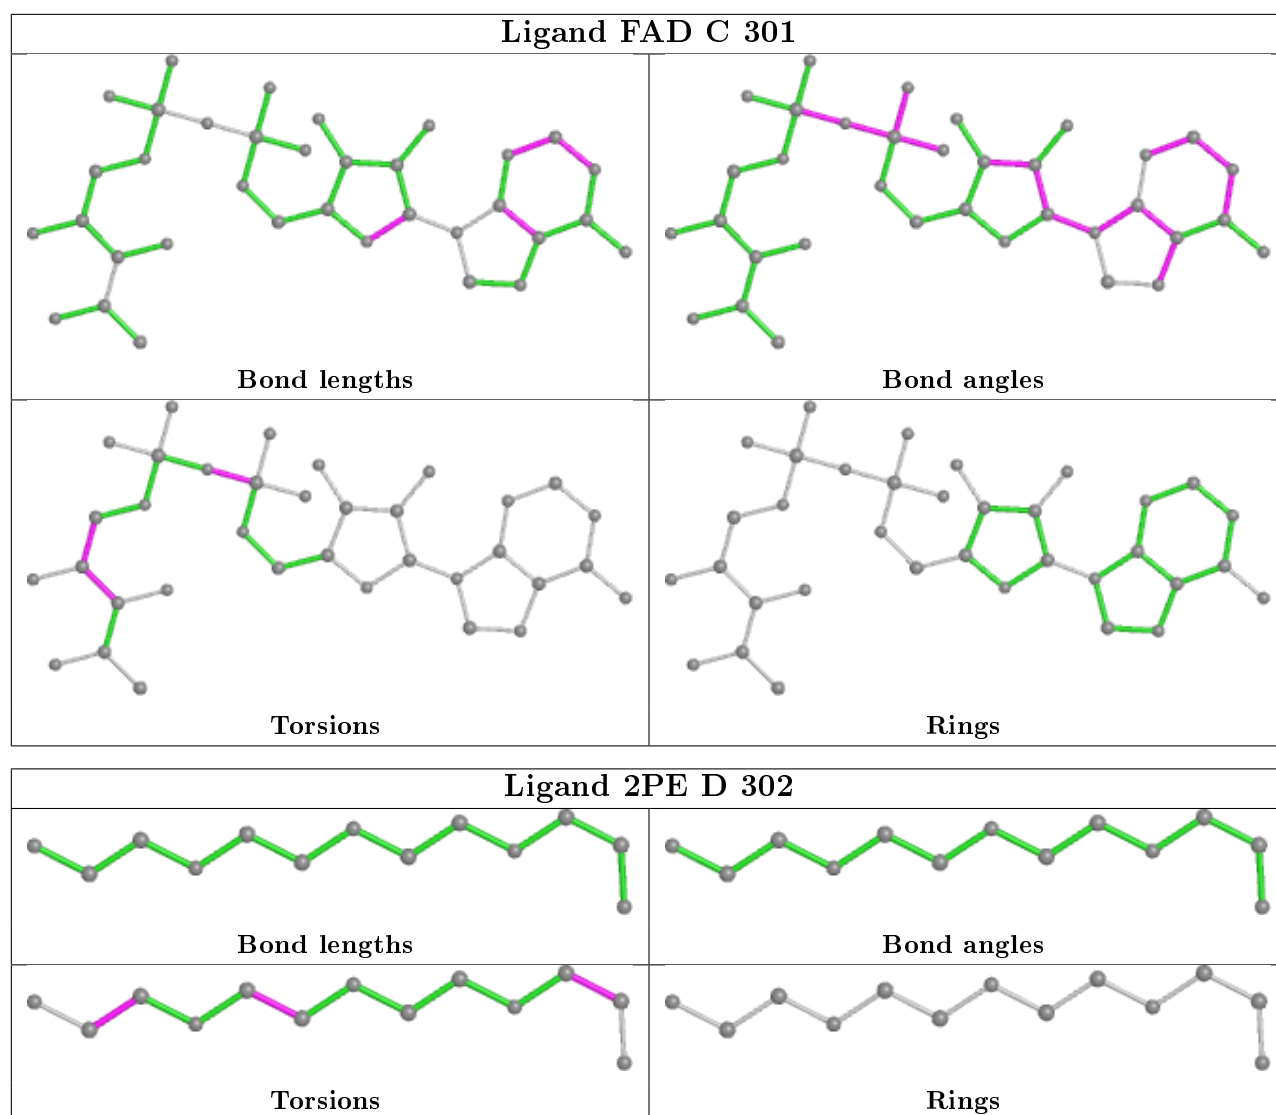 Ligand FAD C 301
Bond lengths
Bond angles
Torsions
Rings
Ligand 2PE D 302
Bond lengths
Bond angles
Torsions
Rings